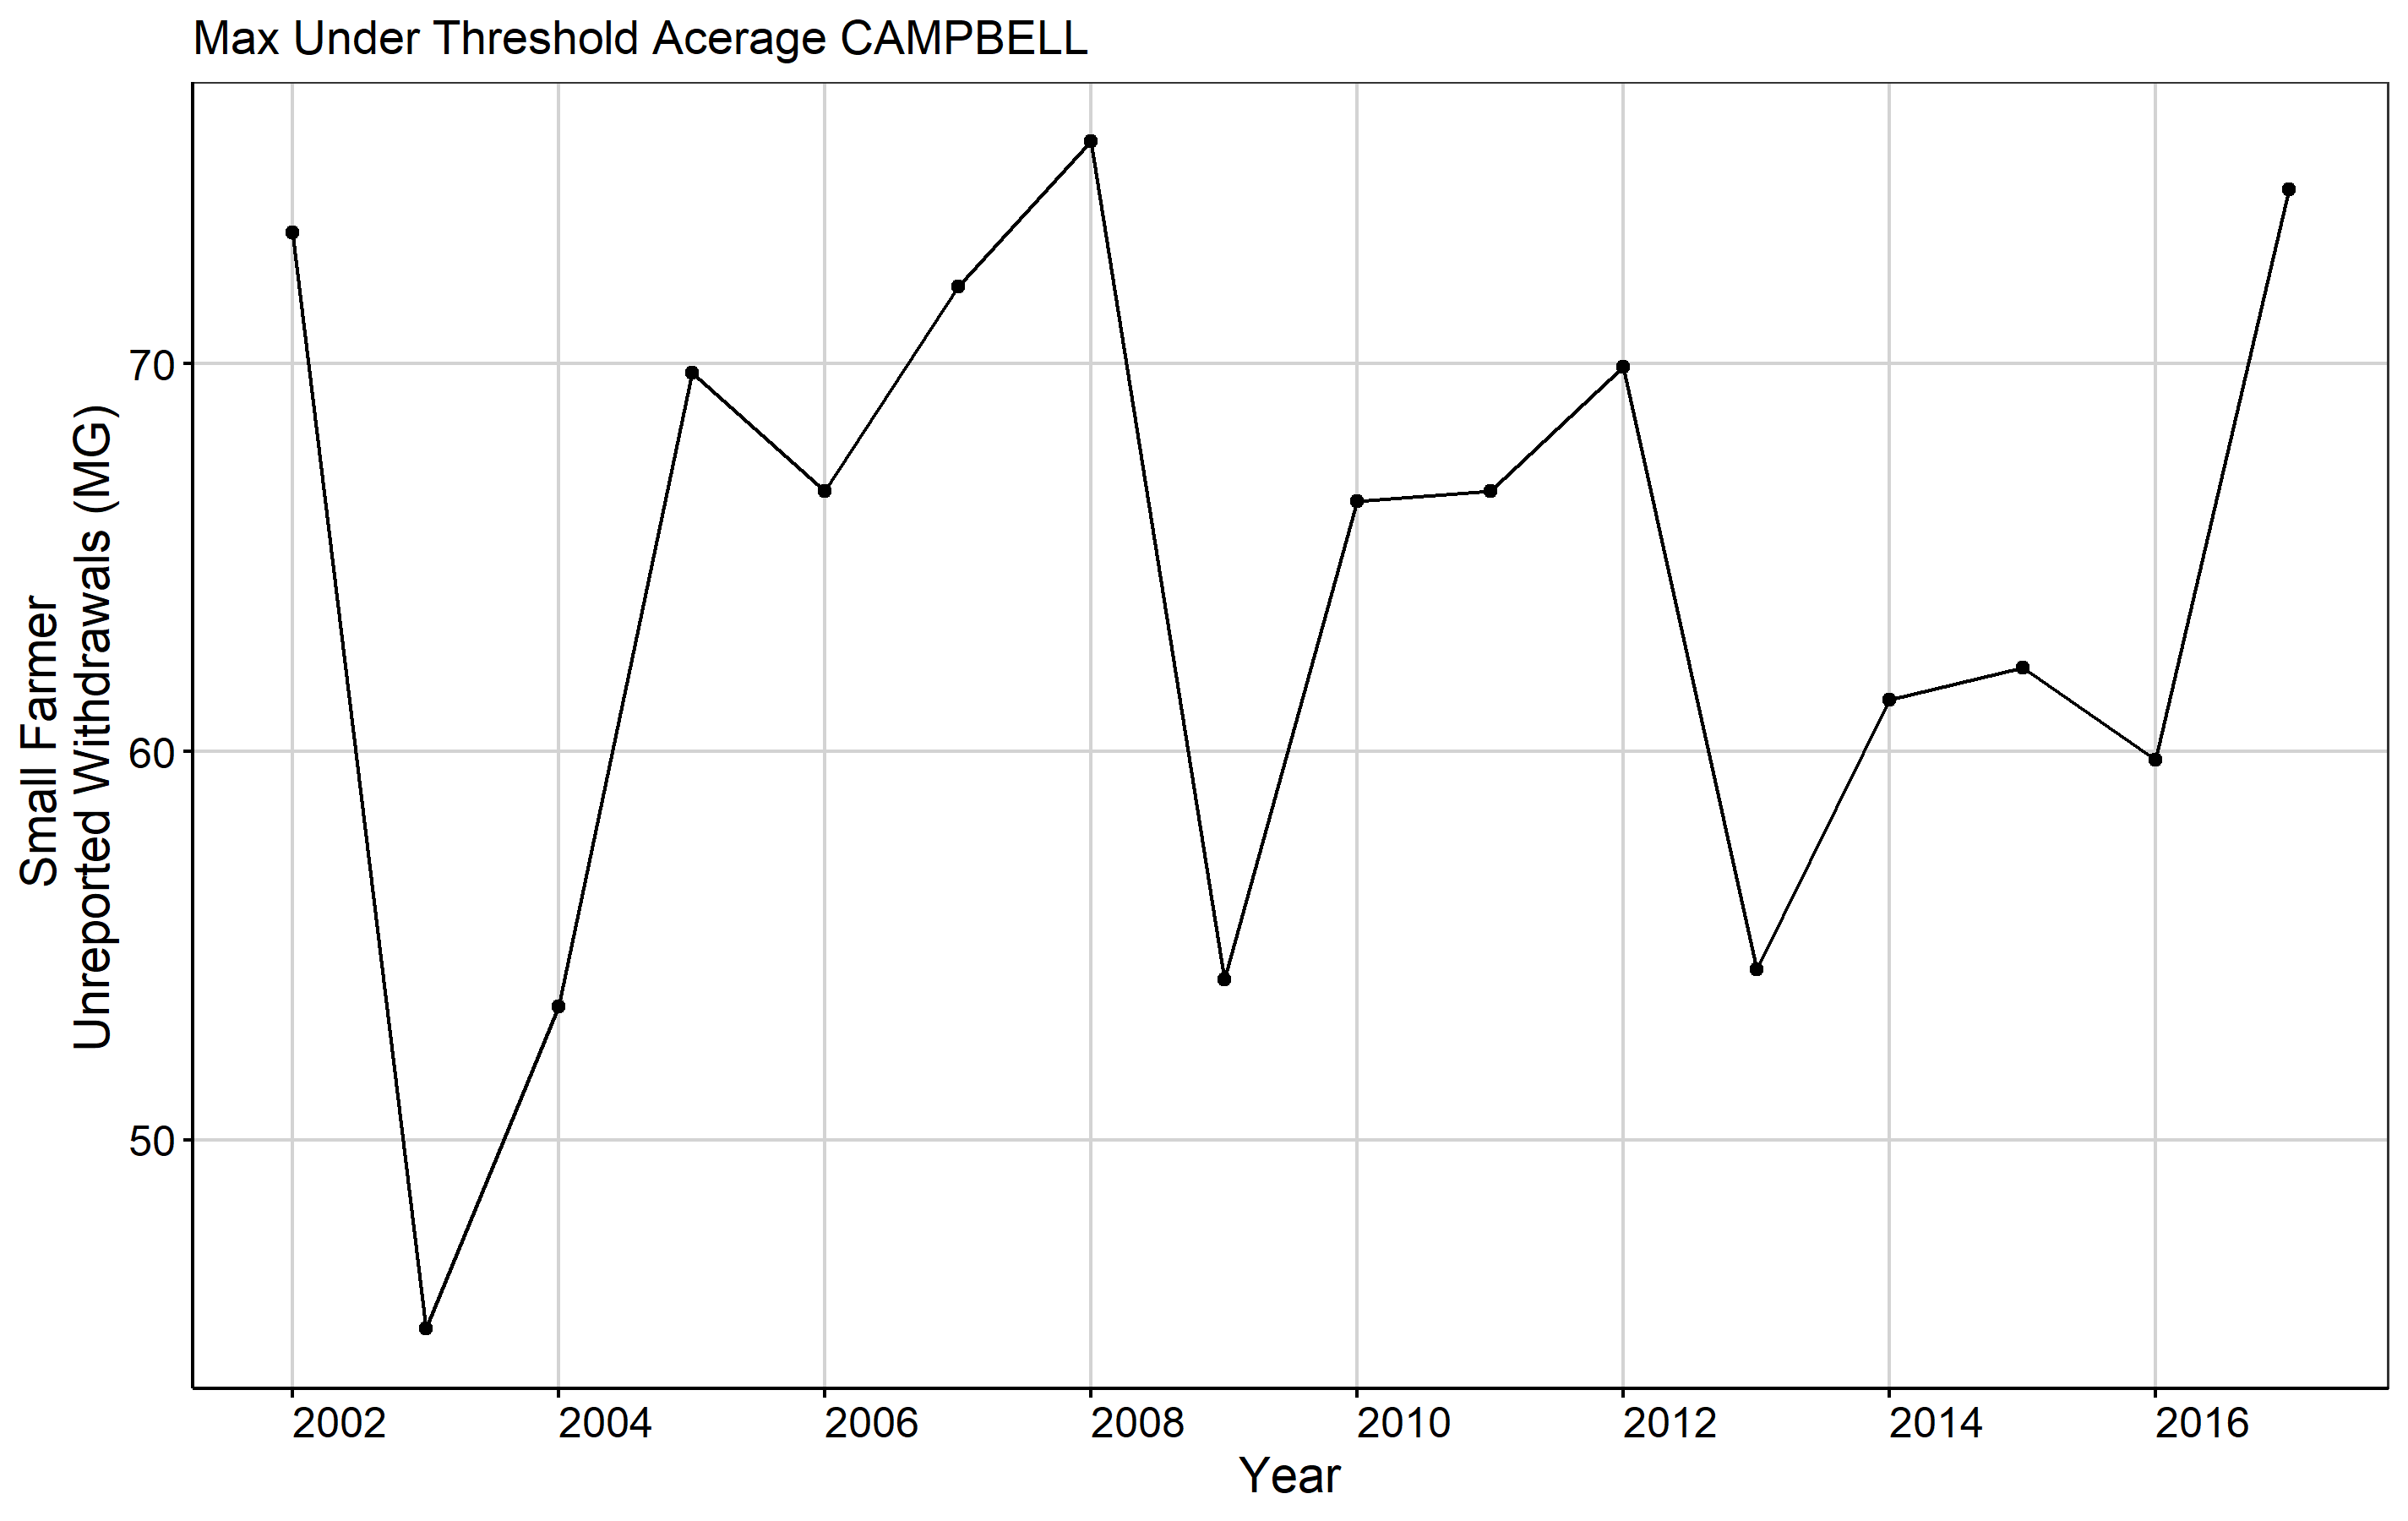 Max Under Threshold Acerage CAMPBELL
Small Farmer
Unreported Withdrawals (MG)
70
60
50
2002 2004 2006 2008 2010 2012 2014 2016
Year